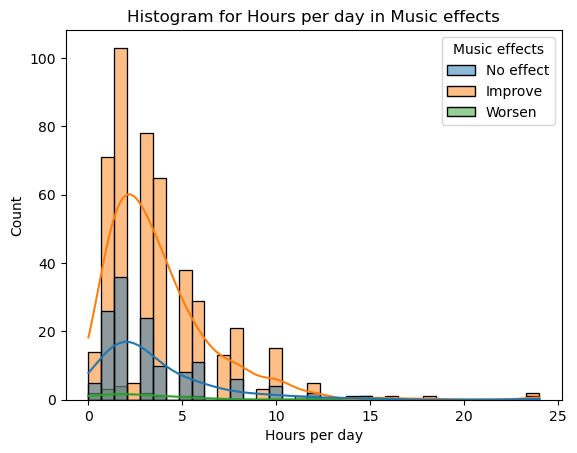 Histogram for Hours per day in Music effects
Music effects
No effect
Improve
Worsen
100
80
60
40
20
0
Count
0 5 10 15 20 25
Hours per day